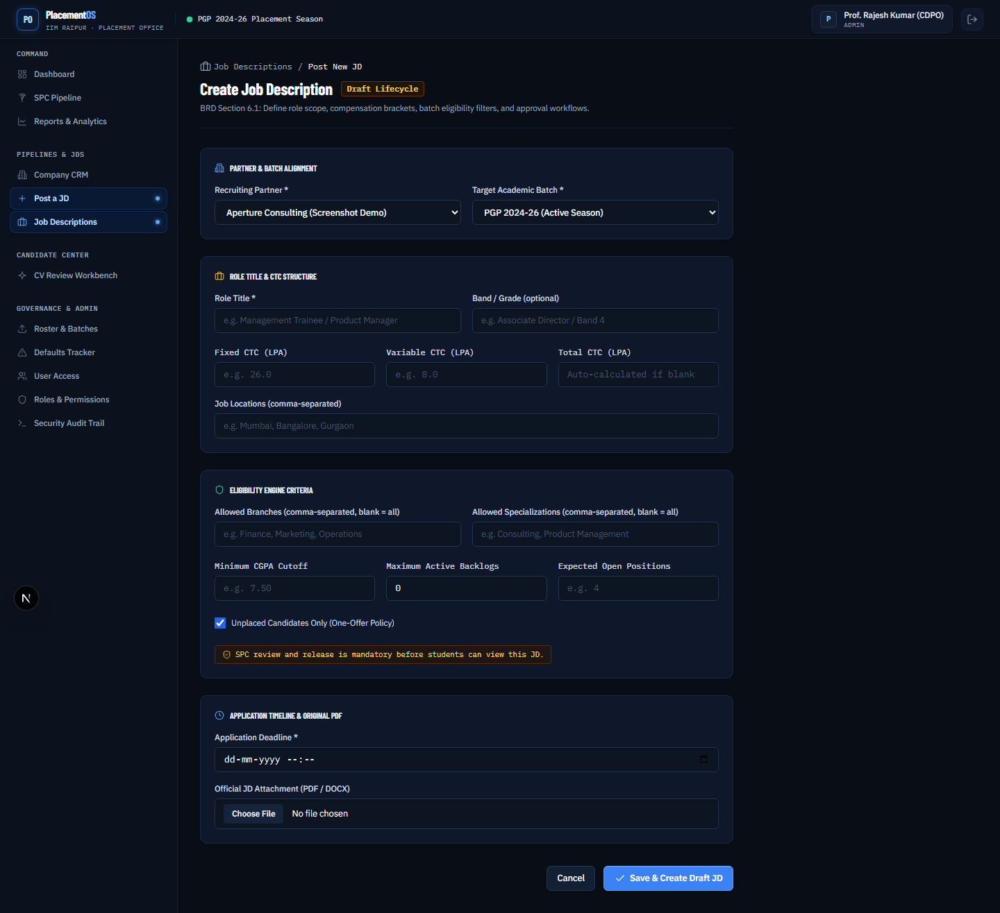 PO
PlacementOS
IIM RAIPUR · PLACEMENT OFFICE
PGP 2024-26 Placement Season
P
Prof. Rajesh Kumar (CDPO)
ADMIN
COMMAND
Dashboard
SPC Pipeline
Reports & Analytics
PIPELINES & JDS
Company CRM
Post a JD
Job Descriptions
CANDIDATE CENTER
CV Review Workbench
GOVERNANCE & ADMIN
Roster & Batches
Defaults Tracker
User Access
Roles & Permissions
Security Audit Trail
N
Job Descriptions / Post New JD
Create Job Description Draft Lifecycle
BRD Section 6.1: Define role scope, compensation brackets, batch eligibility filters, and approval workflows.
PARTNER & BATCH ALIGNMENT
Recruiting Partner * Target Academic Batch *
Aperture Consulting (Screenshot Demo) PGP 2024-26 (Active Season)
ROLE TITLE & CTC STRUCTURE
Role Title * Band / Grade (optional)
e.g. Management Trainee / Product Manager e.g. Associate Director / Band 4
Fixed CTC (LPA) Variable CTC (LPA) Total CTC (LPA)
e.g. 26.0 e.g. 8.0 Auto-calculated if blank
Job Locations (comma-separated)
e.g. Mumbai, Bangalore, Gurgaon
ELIGIBILITY ENGINE CRITERIA
Allowed Branches (comma-separated, blank = all) Allowed Specializations (comma-separated, blank = all)
e.g. Finance, Marketing, Operations e.g. Consulting, Product Management
Minimum CGPA Cutoff Maximum Active Backlogs Expected Open Positions
e.g. 7.50 0 e.g. 4
Unplaced Candidates Only (One-Offer Policy)
SPC review and release is mandatory before students can view this JD.
APPLICATION TIMELINE & ORIGINAL PDF
Application Deadline *
dd-mm-yyyy --:--
Official JD Attachment (PDF / DOCX)
Choose File No file chosen
Cancel Save & Create Draft JD